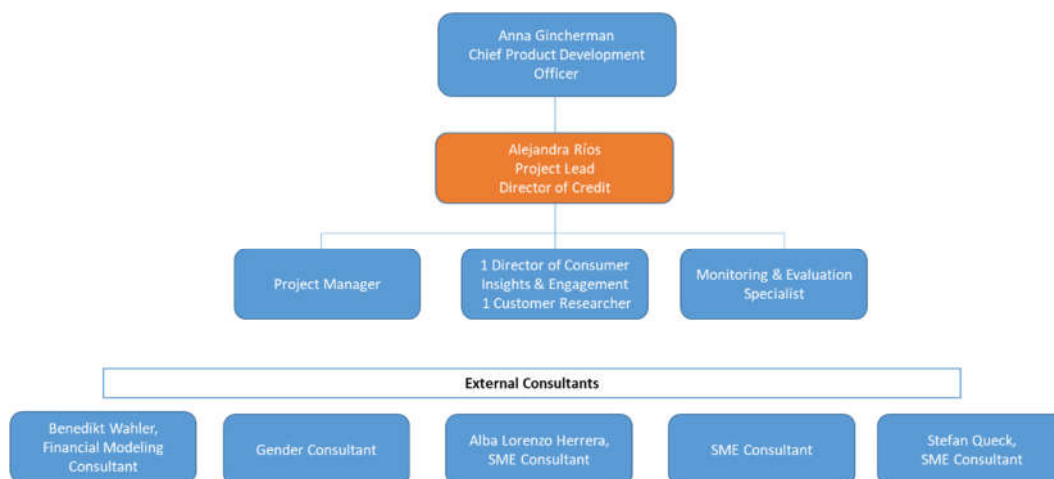 Anna Gincherman
Chief Product Development
Officer
Alejandra Ríos
Project Lead
Director of Credit
Project Manager
1 Director of Consumer
Insights & Engagement
1 Customer Researcher
Monitoring & Evaluation
Specialist
External Consultants
Benedikt Wahler,
Financial Modeling
Consultant
Gender Consultant
Alba Lorenzo Herrera,
SME Consultant
SME Consultant
Stefan Queck,
SME Consultant